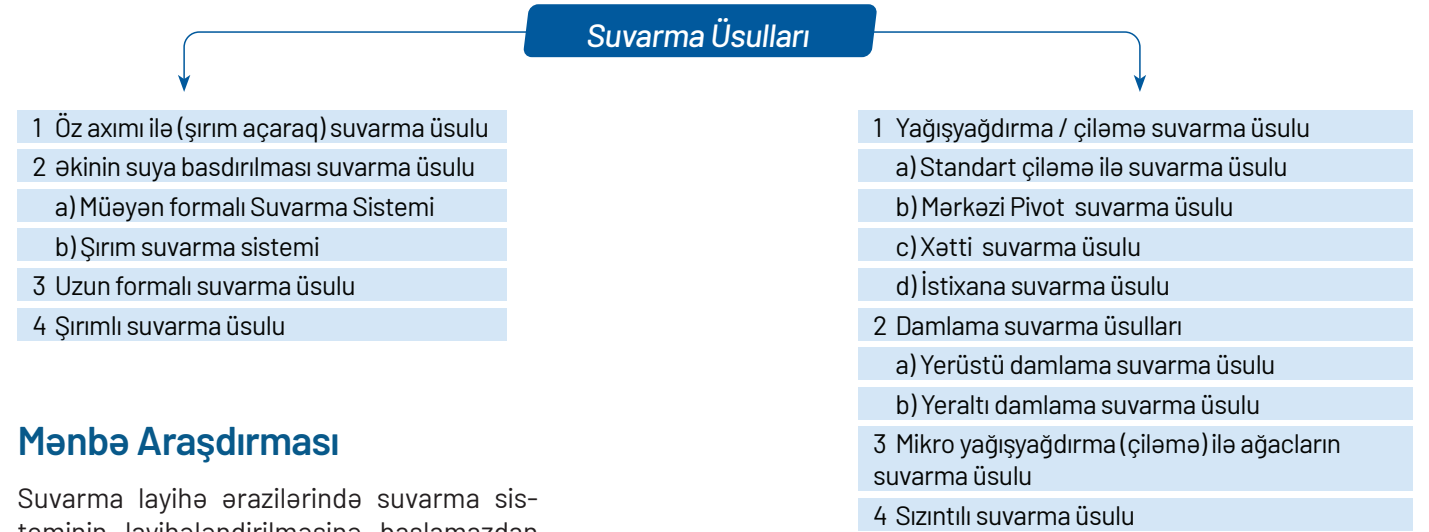 Suvarma Üsulları
1 Öz axımı ilə (şırım açaraq) suvarma üsulu
2 Əkinin suya basdırılması suvarma üsulu
a) Müəyən formalı Suvarma Sistemi
b) Şırım suvarma sistemi
3 Uzun formalı suvarma üsulu
4 Şırımlı suvarma üsulu
Mənbə Araşdırması
Suvarma layihə ərazilərində suvarma sis-
teminin layihələndirilməsinə başlamazdan
1 Yağışyağdırma / çiləmə suvarma üsulu
a) Standart çiləmə ilə suvarma üsulu
b) Mərkəzi Pivot suvarma üsulu
c) Xətti suvarma üsulu
d) İstixana suvarma üsulu
2 Damlama suvarma üsulları
a) Yerüstü damlama suvarma üsulu
b) Yeraltı damlama suvarma üsulu
3 Mikro yağışyağdırma (çiləmə) ilə ağacların
suvarma üsulu
4 Sızıntılı suvarma üsulu